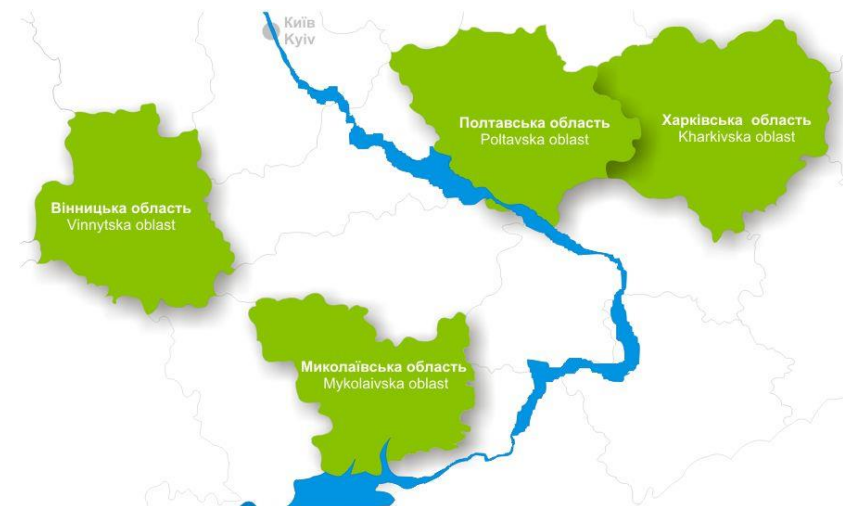 Київ
Kyiv
Полтавська область
Poltavska oblast
Харківська область
Kharkivska oblast
Вінницька область
Vinnytska oblast
Миколаївська область
Mykolaivska oblast